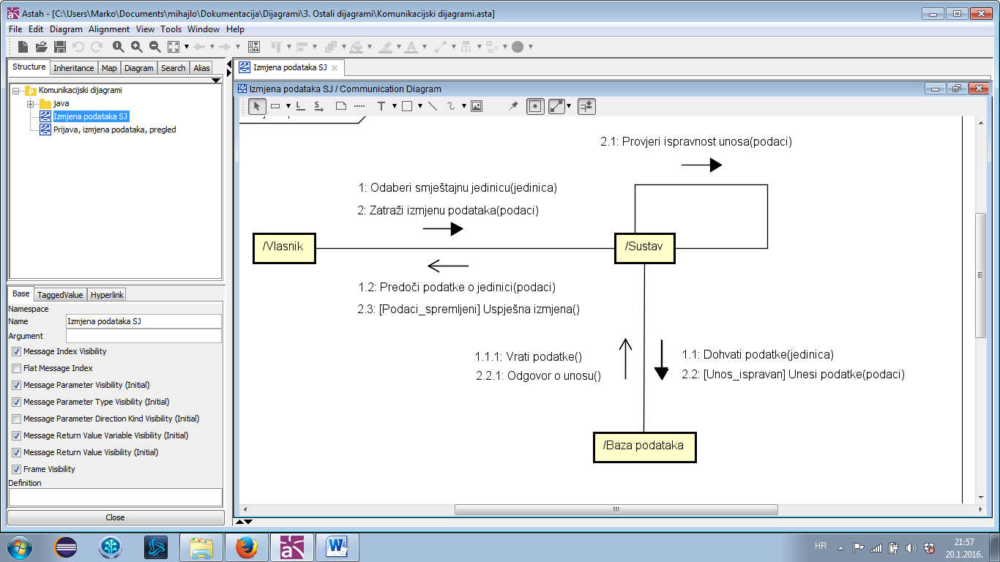 Astah - [C:\Users\Marko\Documents\mihajlo\Dokumentacija\Dijagrami\3. Ostali dijagrami\Komunikacijski dijagrami.asta]
File Edit Diagram Alignment View Tools Window Help
Structure Inheritance Map Diagram Search Alias
Komunikacijski dijagrami
java
Izmjena podataka SJ
Prijava, izmjena podataka, pregled
Base TaggedValue Hyperlink
Namespace
Name Izmjena podataka SJ
Argument
Message Index Visibility
Flat Message Index
Message Parameter Visibility (Initial)
Message Parameter Type Visibility (Initial)
Message Parameter Direction Kind Visibility (Initial)
Message Return Value Variable Visibility (Initial)
Message Return Value Visibility (Initial)
Frame Visibility
Definition
Close
Izmjena podataka SJ
Izmjena podataka SJ / Communication Diagram
2.1: Provjeri ispravnost unosa(podaci)
1: Odaberi smještajnu jedinicu(jedinica)
2: Zatraži izmjenu podataka(podaci)
/Vlasnik
/Sustav
1.2: Predoči podatke o jedinici(podaci)
2.3: [Podaci_spremljeni] Uspješna izmjena()
1.1.1: Vrati podatke()
2.2.1: Odgovor o unosu()
1.1: Dohvati podatke(jedinica)
2.2: [Unos_ispravan] Unesi podatke(podaci)
/Baza podataka
HR
21:57
20.1.2016.